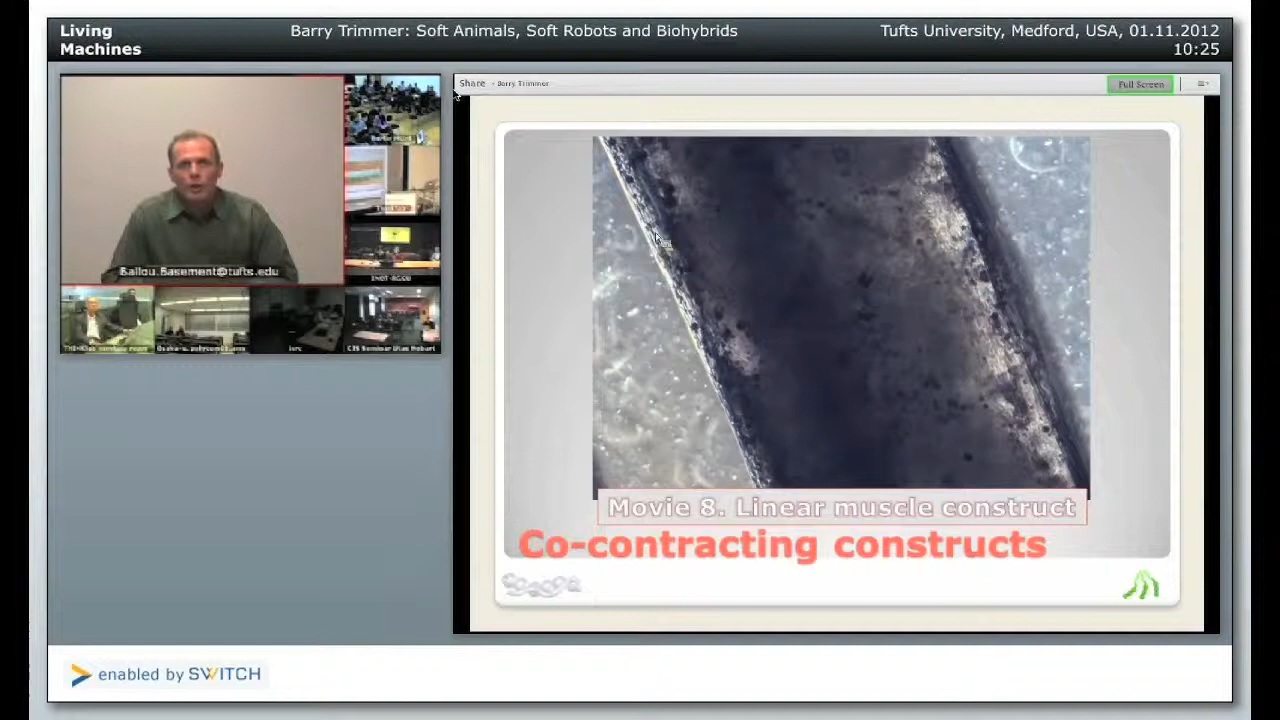 Living
Machines
Barry Trimmer: Soft Animals, Soft Robots and Biohybrids
Tufts University, Medford, USA, 01.11.2012
10:25
Share - Barry Trimmer
Full Screen
Ballou.Basement@tufts.edu
Movie 8. Linear muscle construct
Co-contracting constructs
enabled by SWITCH